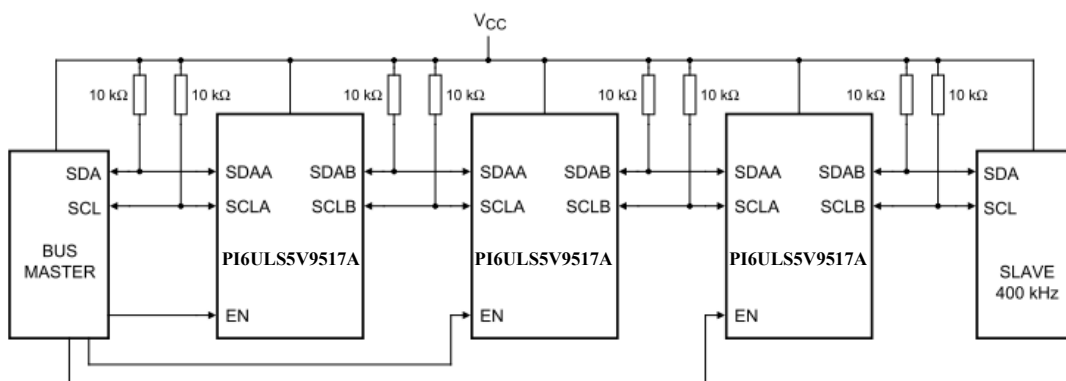 VCC
10 kΩ 10 kΩ 10 kΩ 10 kΩ 10 kΩ 10 kΩ 10 kΩ 10 kΩ
SDA SDAA SDAB SDAA SDAB SDAA SDAB SDA
SCL SCLA SCLB SCLA SCLB SCLA SCLB SCL
BUS
MASTER
PI6ULS5V9517A PI6ULS5V9517A PI6ULS5V9517A
SLAVE
400 kHz
EN EN EN